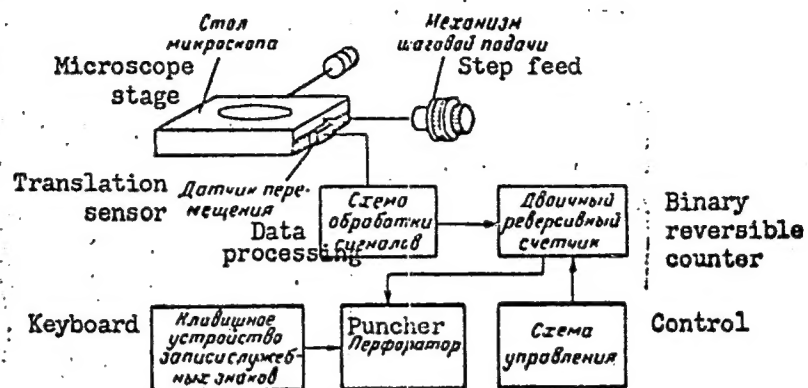 Стол
микроскопа
Механизм
шаговой подачи
Microscope
stage
Step feed
Translation
sensor
Датчик пере-
мещения
Схема
обработки
сигналов
Data
processing
Двоичный
реверсивный
счетчик
Binary
reversible
counter
Keyboard
Клавишное
устройство
записи служеб-
ных знаков
Puncher
Перфоратор
Схема
управления
Control